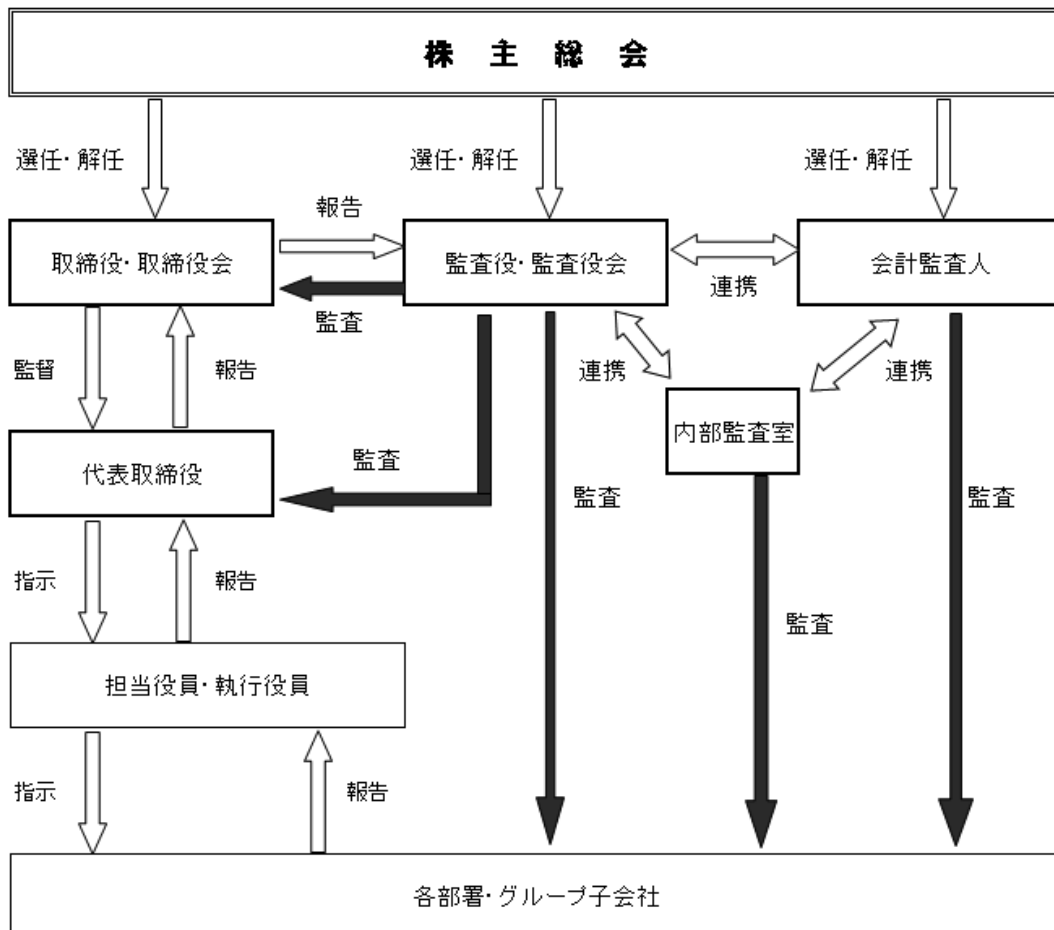 株主総会
選任・解任
選任・解任
選任・解任
報告
取締役・取締役会
監査役・監査役会
会計監査人
連携
監査
監督
報告
連携
連携
内部監査室
代表取締役
監査
監査
監査
指示
報告
監査
担当役員・執行役員
指示
報告
各部署・グループ子会社